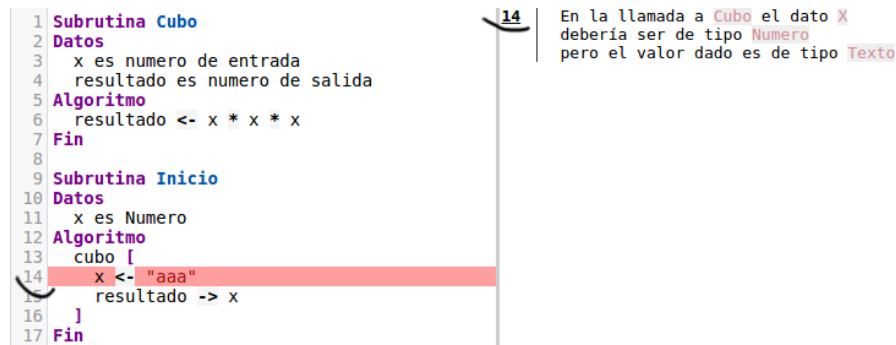 1 Subrutina Cubo
2 Datos
3 x es numero de entrada
4 resultado es numero de salida
5 Algoritmo
6 resultado <- x * x * x
7 Fin
8
9 Subrutina Inicio
10 Datos
11 x es Numero
12 Algoritmo
13 cubo [
14 x <- "aaa"
15 resultado -> x
16 ]
17 Fin
14 En la llamada a Cubo el dato X
debería ser de tipo Numero
pero el valor dado es de tipo Texto